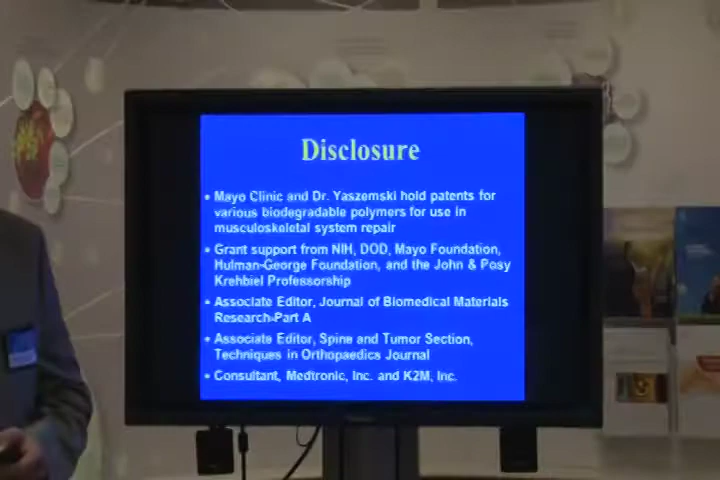 Disclosure
• Mayo Clinic and Dr. Yaszemski hold patents for
various biodegradable polymers for use in
musculoskeletal system repair
• Grant support from NIH, DOD, Mayo Foundation,
Hulman-George Foundation, and the John & Posy
Krehbiel Professorship
• Associate Editor, Journal of Biomedical Materials
Research-Part A
• Associate Editor, Spine and Tumor Section,
Techniques in Orthopaedics Journal
• Consultant, Medtronic, Inc. and K2M, Inc.